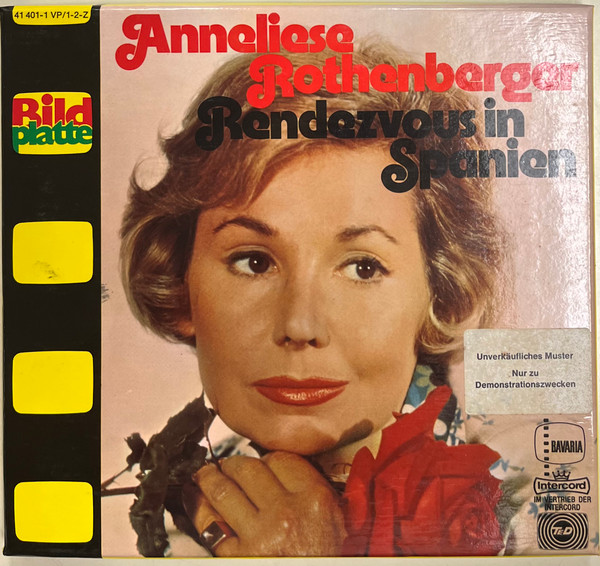 41 401-1 VP/1-2-Z
Anneliese
Rothenberger
Rendezvous in
Spanien
Bild
platte
Unverkäufliches Muster
Nur zu
Demonstrationszwecken
BAVARIA
Intercord
IM VERTRIEB DER
INTERCORD
TeD